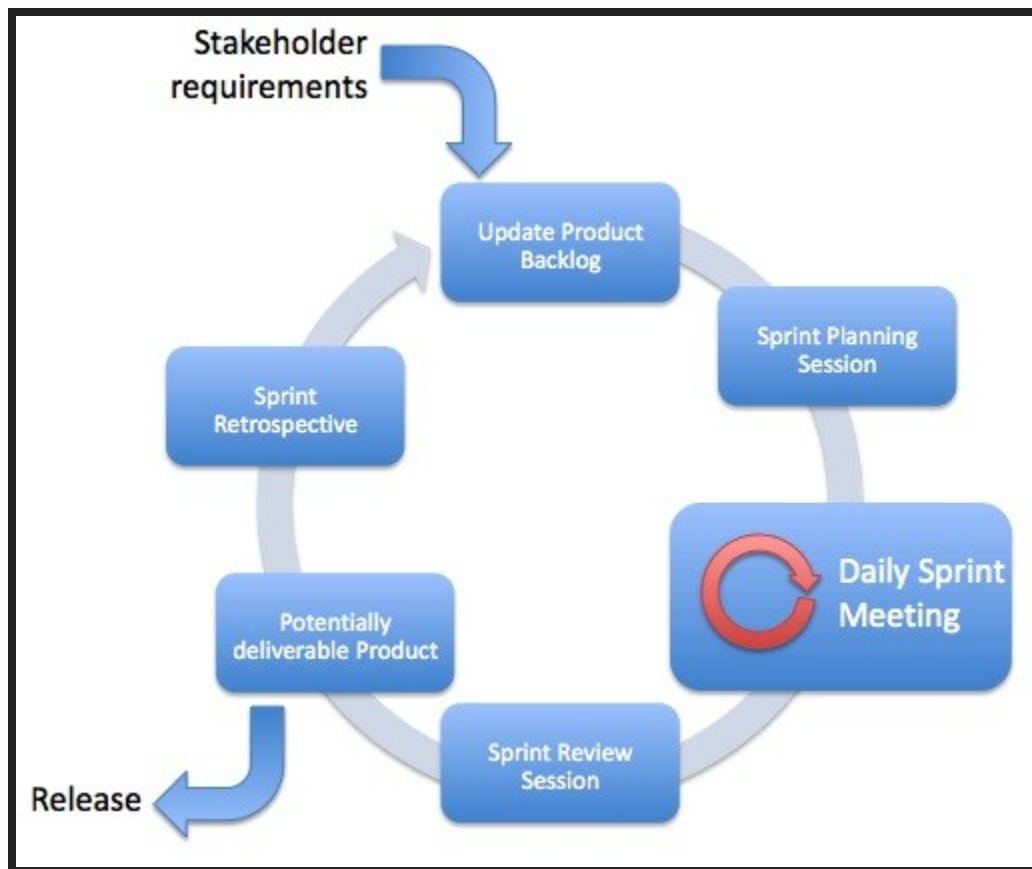 Stakeholder
requirements
Update Product
Backlog
Sprint Planning
Session
Daily Sprint
Meeting
Sprint Review
Session
Potentially
deliverable Product
Release
Sprint
Retrospective